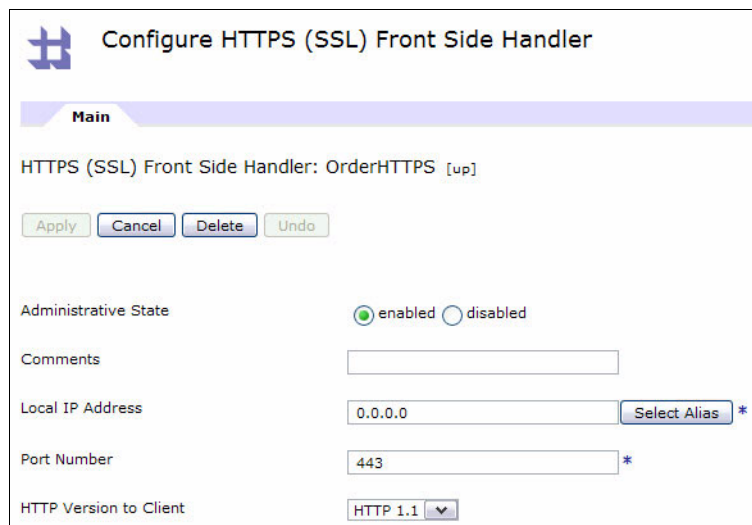 Configure HTTPS (SSL) Front Side Handler
Main
HTTPS (SSL) Front Side Handler: OrderHTTPS [up]
Apply Cancel Delete Undo
Administrative State enabled disabled
Comments
Local IP Address 0.0.0.0 Select Alias *
Port Number 443 *
HTTP Version to Client HTTP 1.1